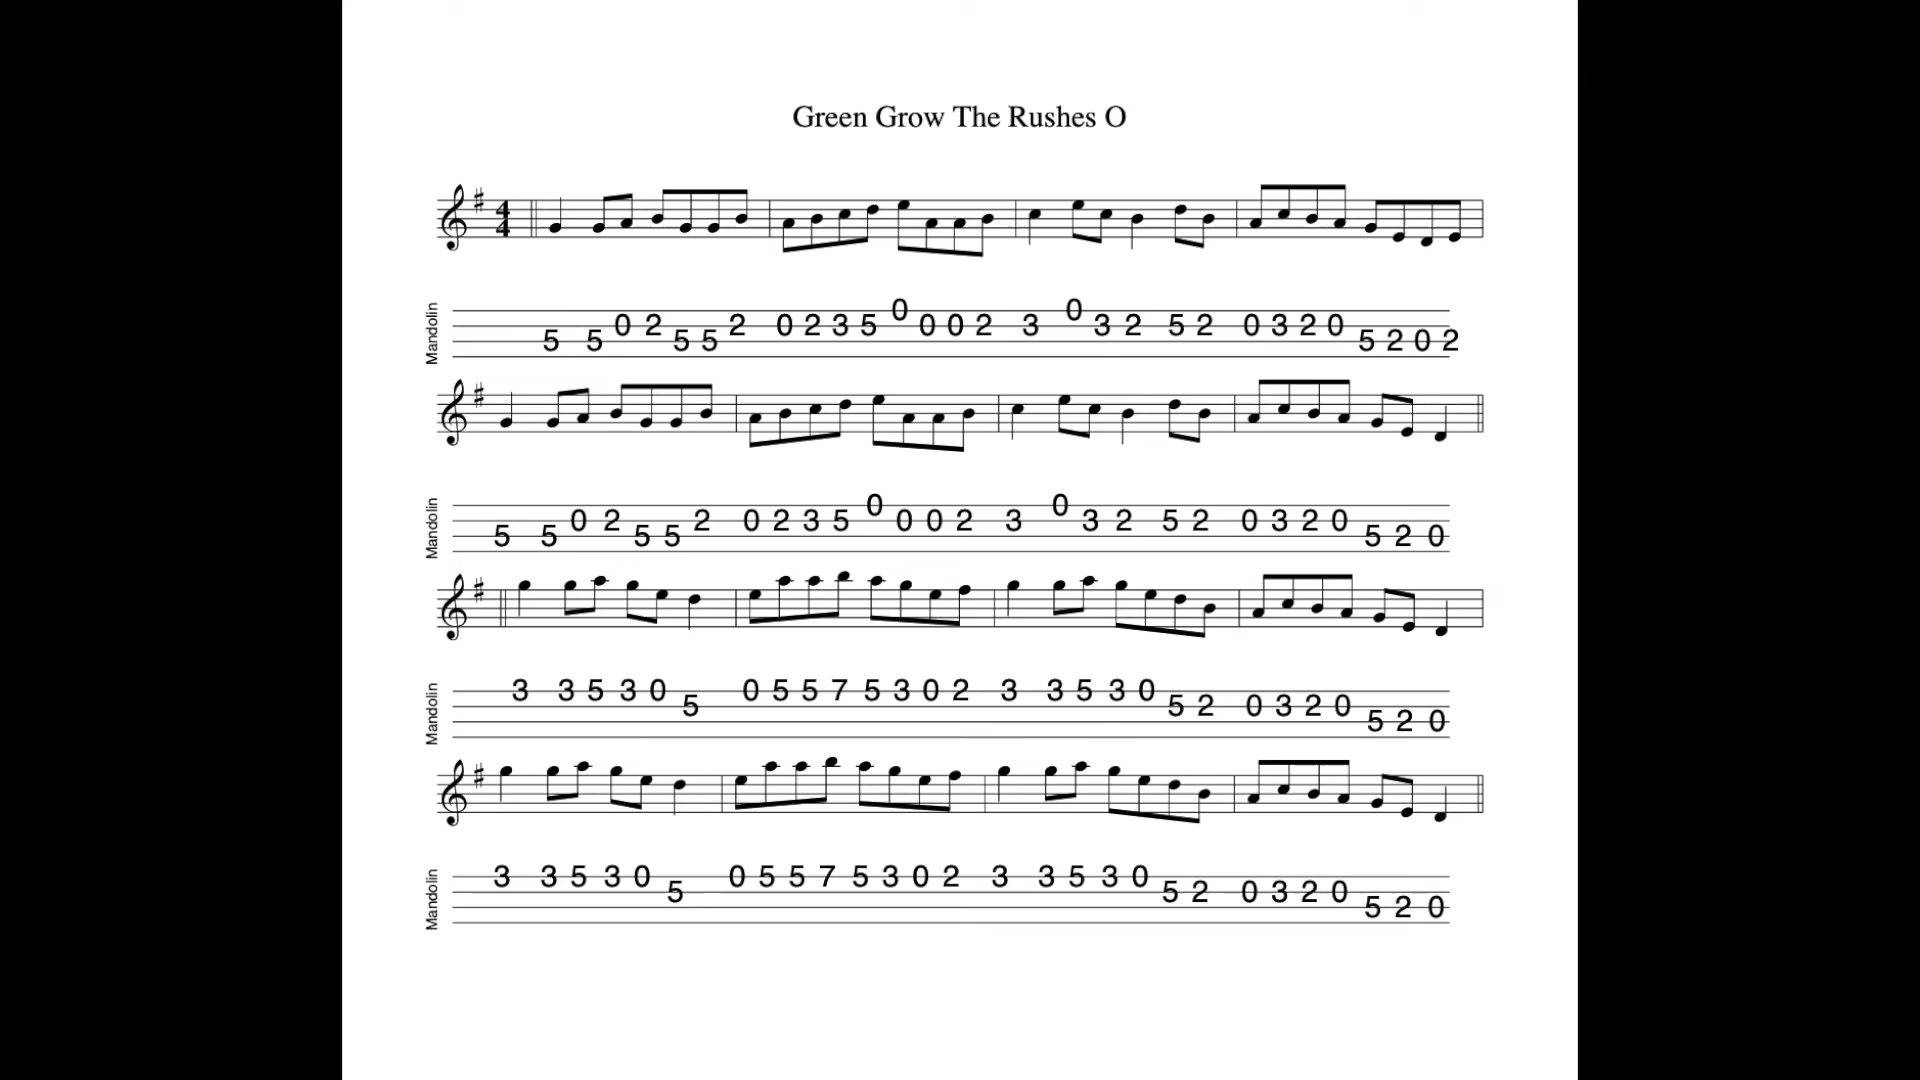 Green Grow The Rushes O
4
4
Mandolin 5 5 0 2 5 5 2 0 2 3 5 0 0 0 2 3 0 3 2 5 2 0 3 2 0 5 2 0 2
Mandolin 5 5 0 2 5 5 2 0 2 3 5 0 0 0 2 3 0 3 2 5 2 0 3 2 0 5 2 0
Mandolin 3 3 5 3 0 5 0 5 5 7 5 3 0 2 3 3 5 3 0 5 2 0 3 2 0 5 2 0
Mandolin 3 3 5 3 0 5 0 5 5 7 5 3 0 2 3 3 5 3 0 5 2 0 3 2 0 5 2 0